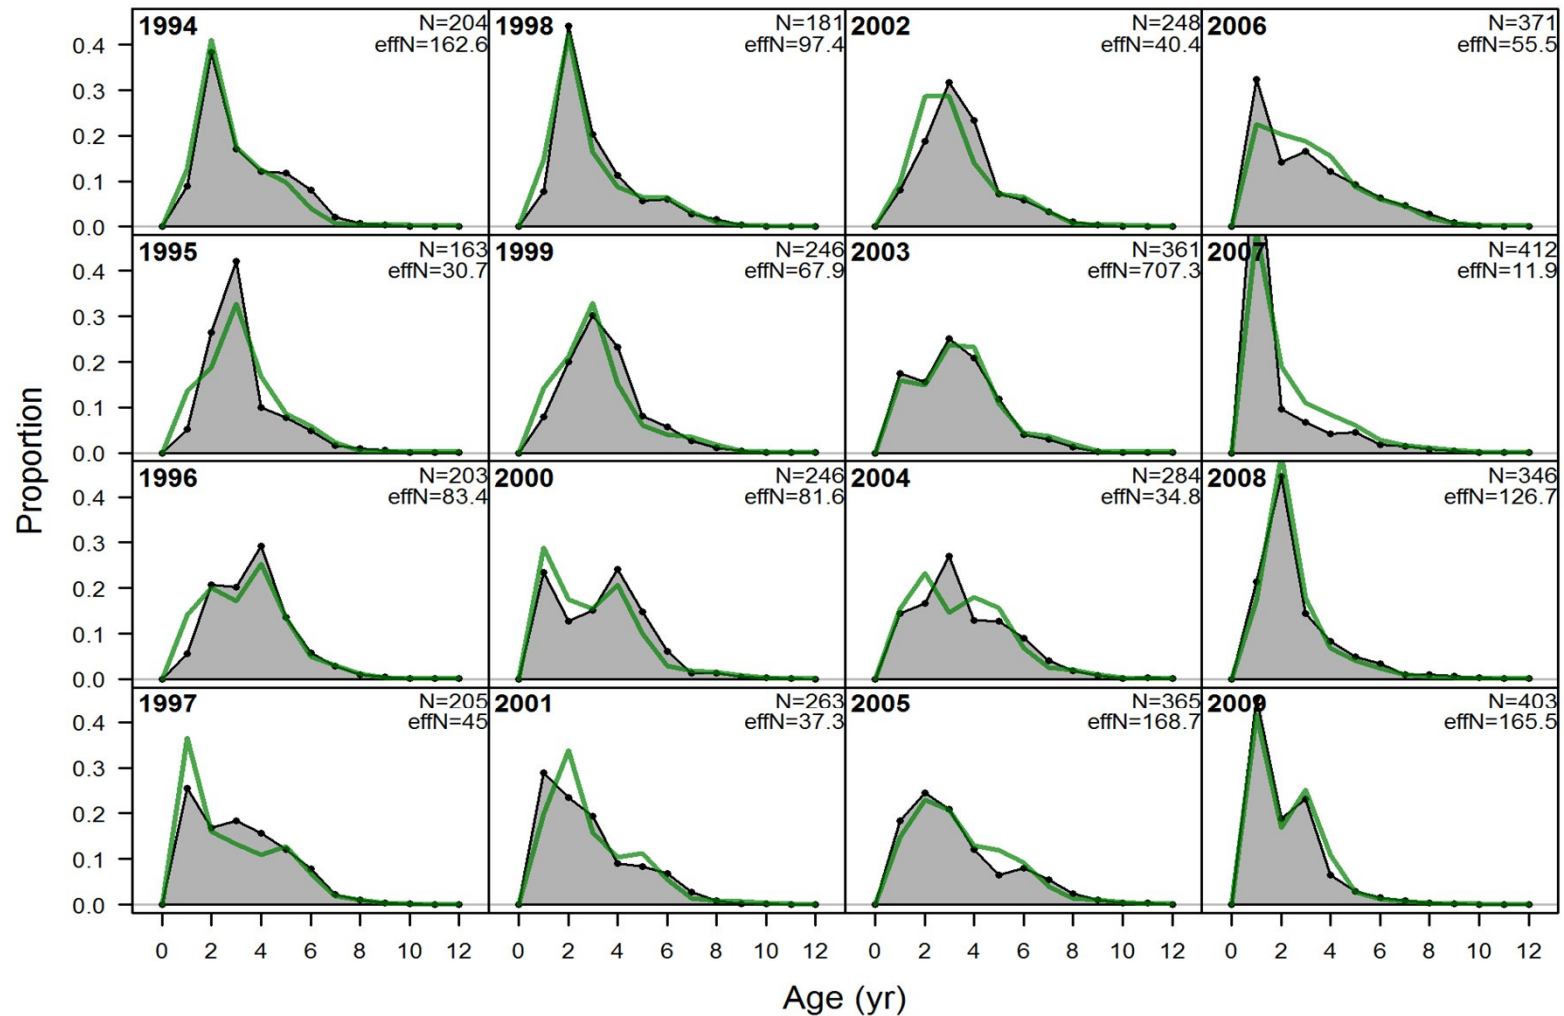 1994
N=204
effN=162.6
1998
N=181
effN=97.4
2002
N=248
effN=40.4
2006
N=371
effN=55.5
0.4
0.3
0.2
0.1
0.0
1995
N=163
effN=30.7
1999
N=246
effN=67.9
2003
N=361
effN=707.3
2007
N=412
effN=11.9
0.4
0.3
0.2
0.1
0.0
1996
N=203
effN=83.4
2000
N=246
effN=81.6
2004
N=284
effN=34.8
2008
N=346
effN=126.7
0.4
0.3
0.2
0.1
0.0
1997
N=205
effN=45
2001
N=263
effN=37.3
2005
N=365
effN=168.7
2009
N=403
effN=165.5
0.4
0.3
0.2
0.1
0.0
Proportion
0 2 4 6 8 10 12 0 2 4 6 8 10 12 0 2 4 6 8 10 12 0 2 4 6 8 10 12
Age (yr)